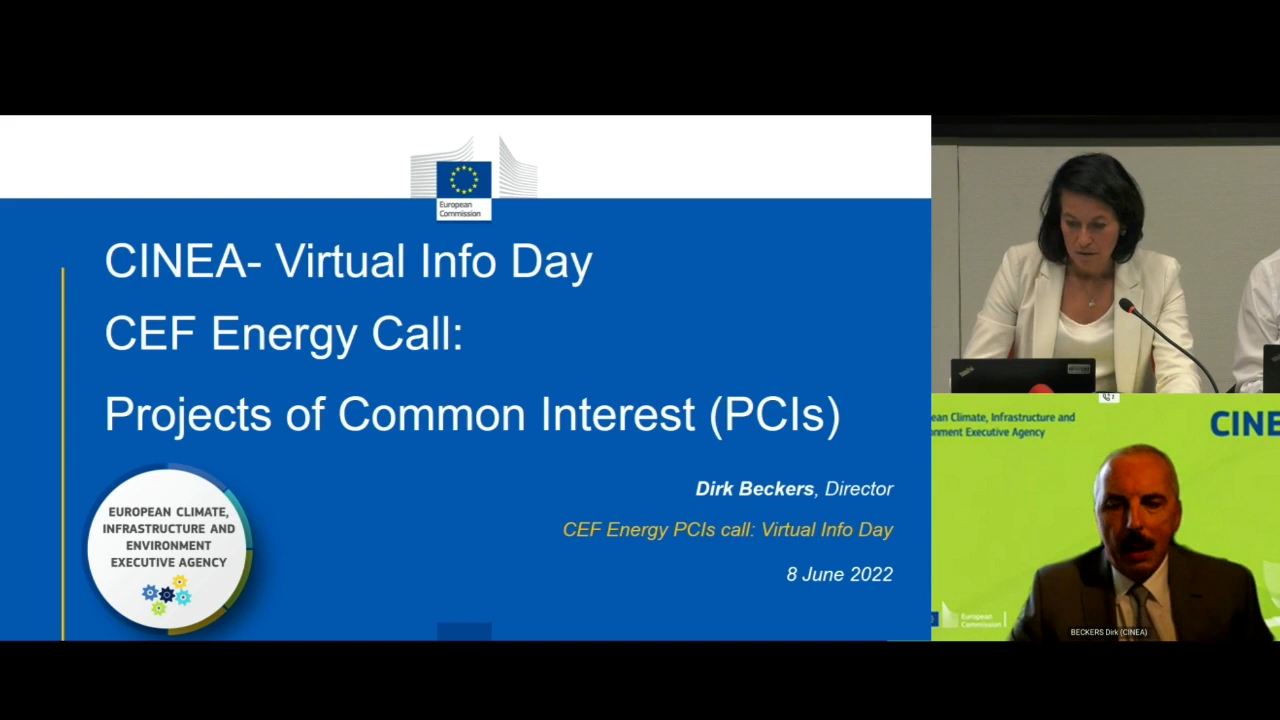 European
Commission
CINEA- Virtual Info Day
CEF Energy Call:
Projects of Common Interest (PCIs)
Dirk Beckers, Director
CEF Energy PCIs call: Virtual Info Day
8 June 2022
EUROPEAN CLIMATE,
INFRASTRUCTURE AND
ENVIRONMENT
EXECUTIVE AGENCY
ean Climate, Infrastructure and
onment Executive Agency
CINE
European
Commission
BECKERS Dirk (CINEA)